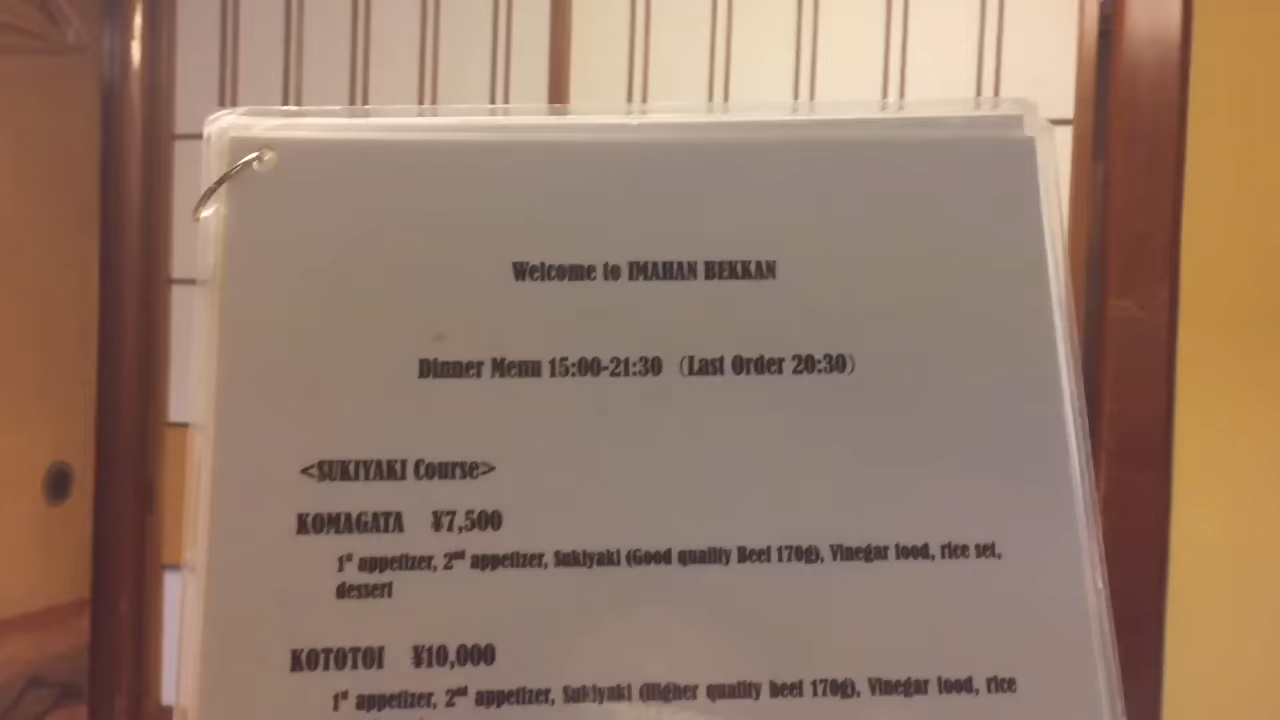 Welcome to IMAHAN BEKKAN
Dinner Menu 15:00-21:30 (Last Order 20:30)
<SUKIYAKI Course>
KOMAGATA ¥7,500
1st appetizer, 2nd appetizer, Sukiyaki (Good quality Beef 170g), Vinegar food, rice set,
dessert
KOTOTOI ¥10,000
1st appetizer, 2nd appetizer, Sukiyaki (Higher quality beef 170g), Vinegar food, rice